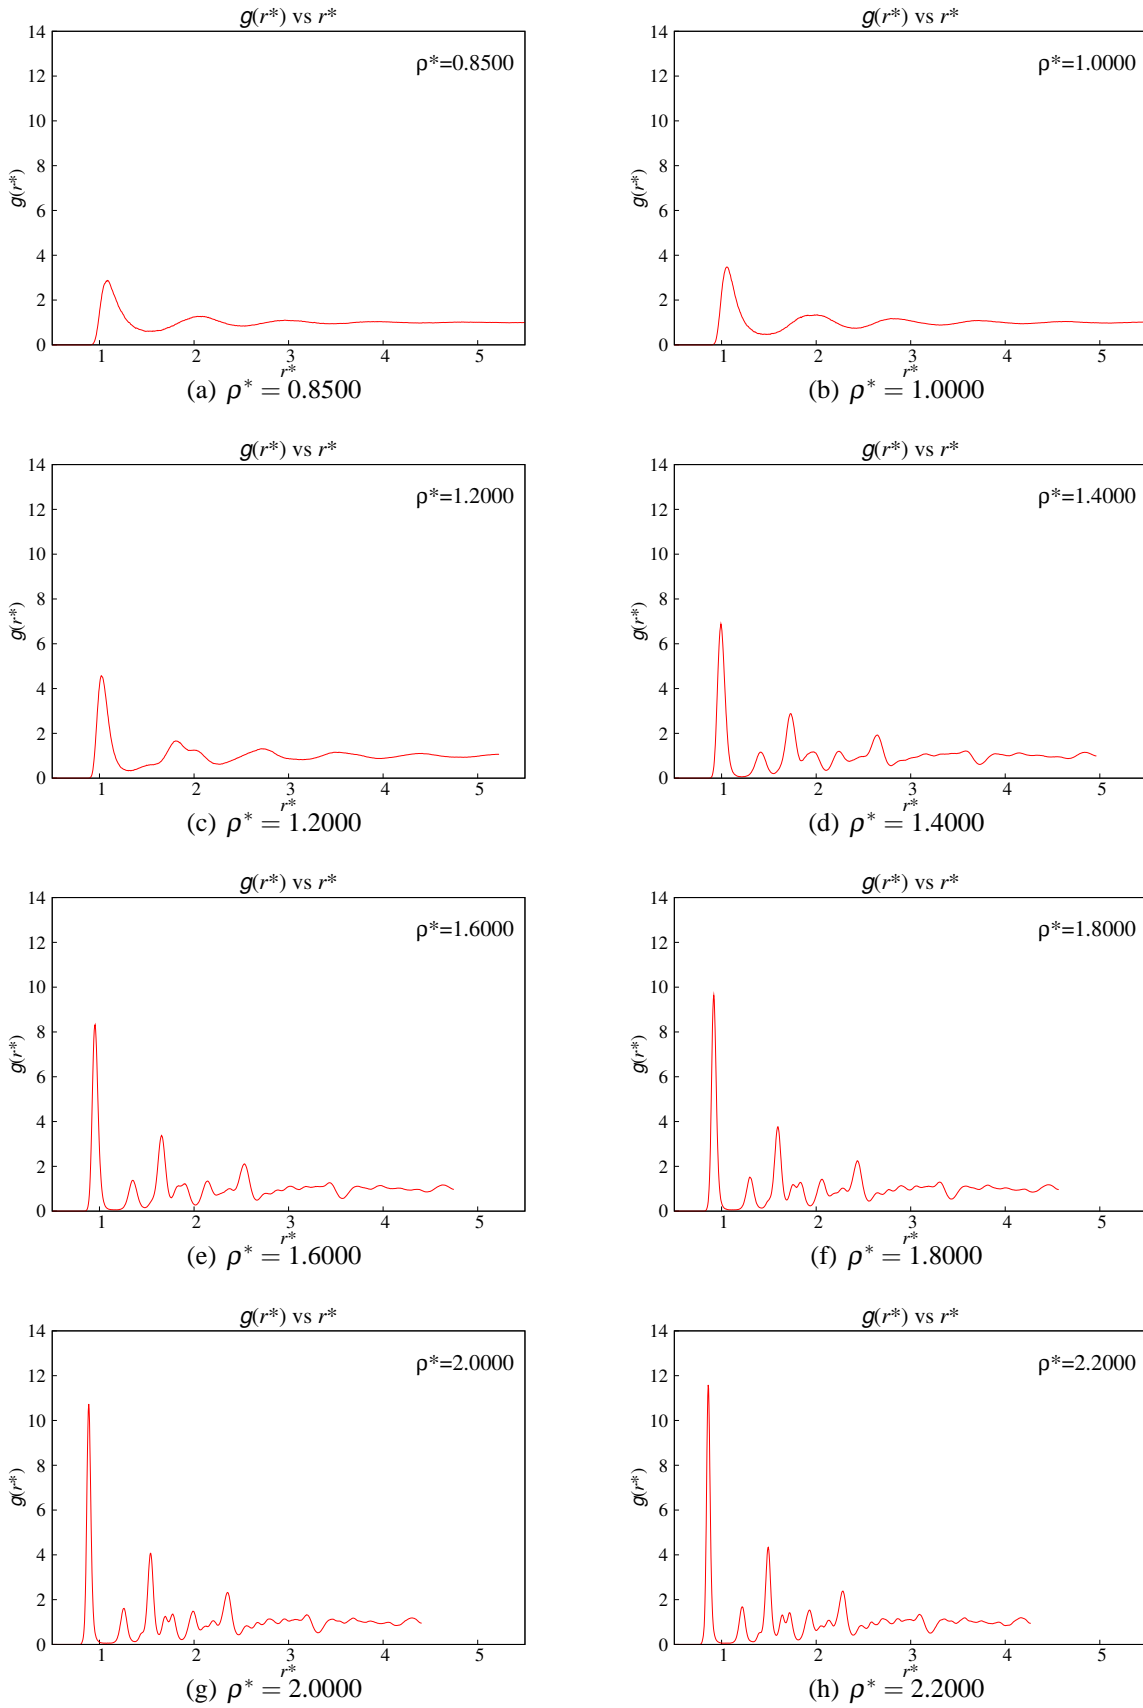 g(r*) vs r*
14
12
10
8
6
4
2
0
g(r*)
ρ*=0.8500
1 2 3 4 5
r*
(a) ρ* = 0.8500
g(r*) vs r*
14
12
10
8
6
4
2
0
g(r*)
ρ*=1.0000
1 2 3 4 5
r*
(b) ρ* = 1.0000
g(r*) vs r*
14
12
10
8
6
4
2
0
g(r*)
ρ*=1.2000
1 2 3 4 5
r*
(c) ρ* = 1.2000
g(r*) vs r*
14
12
10
8
6
4
2
0
g(r*)
ρ*=1.4000
1 2 3 4 5
r*
(d) ρ* = 1.4000
g(r*) vs r*
14
12
10
8
6
4
2
0
g(r*)
ρ*=1.6000
1 2 3 4 5
r*
(e) ρ* = 1.6000
g(r*) vs r*
14
12
10
8
6
4
2
0
g(r*)
ρ*=1.8000
1 2 3 4 5
r*
(f) ρ* = 1.8000
g(r*) vs r*
14
12
10
8
6
4
2
0
g(r*)
ρ*=2.0000
1 2 3 4 5
r*
(g) ρ* = 2.0000
g(r*) vs r*
14
12
10
8
6
4
2
0
g(r*)
ρ*=2.2000
1 2 3 4 5
r*
(h) ρ* = 2.2000